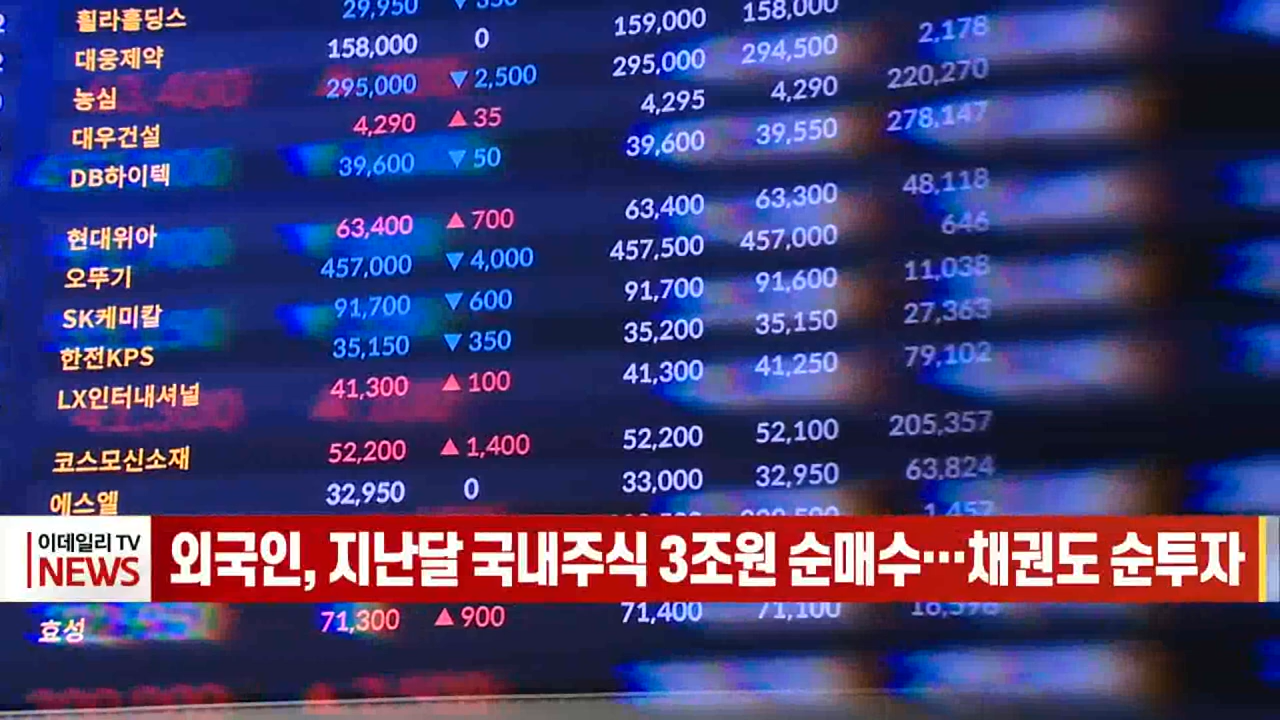 휠라홀딩스 29,950 ▼ 350 159,000 158,000
대웅제약 158,000 0 295,000 294,500 2,178
농심 295,000 ▼ 2,500 4,295 4,290 220,270
대우건설 4,290 ▲ 35 39,600 39,550 278,147
DB하이텍 39,600 ▼ 50
현대위아 63,400 ▲ 700 63,400 63,300 48,118
오뚜기 457,000 ▼ 4,000 457,500 457,000 646
SK케미칼 91,700 ▼ 600 91,700 91,600 11,038
한전KPS 35,150 ▼ 350 35,200 35,150 27,363
LX인터내셔널 41,300 ▲ 100 41,300 41,250 79,102
코스모신소재 52,200 ▲ 1,400 52,200 52,100 205,357
에스엘 32,950 0 33,000 32,950 63,824
이데일리 TV
NEWS
외국인, 지난달 국내주식 3조원 순매수…채권도 순투자
효성 71,300 ▲ 900 71,400 71,100